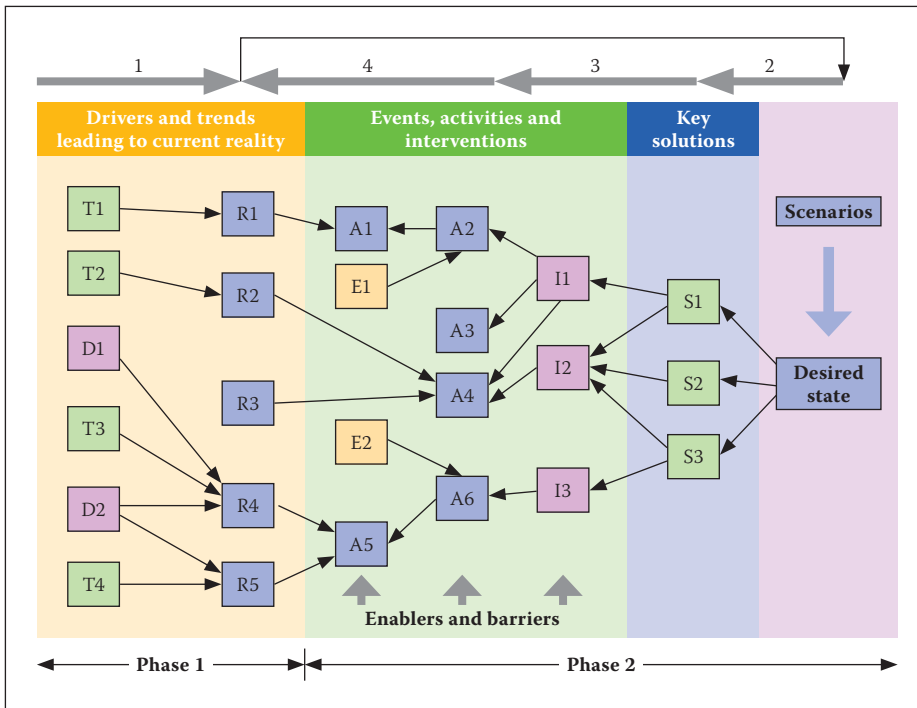 1 4 3 2
Drivers and trends
leading to current reality
Events, activities and
interventions
Key
solutions
T1
R1
A1
A2
Scenarios
T2
R2
E1
I1
S1
D1
A3
I2
S2
Desired
state
R3
A4
T3
E2
S3
D2
R4
A6
I3
A5
T4
R5
Enablers and barriers
Phase 1
Phase 2